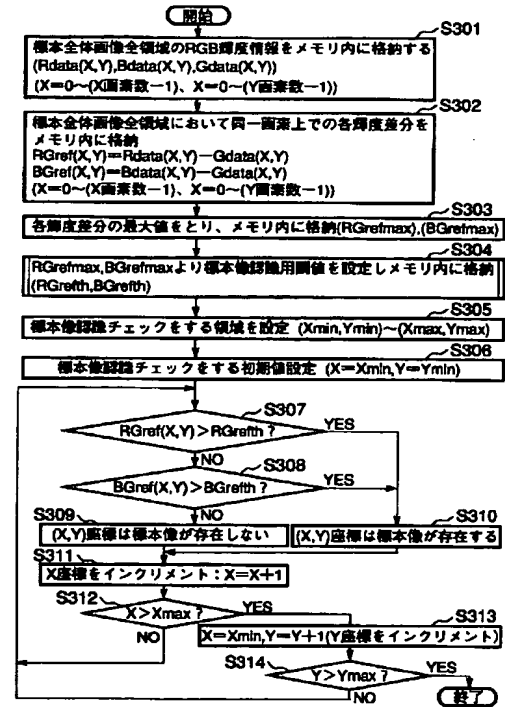 開始
S301
標本全体画像全領域のRGB輝度情報をメモリ内に格納する
(Rdata(X,Y),Bdata(X,Y),Gdata(X,Y))
(X=0～(X画素数ー1)、X=0～(Y画素数ー1))
S302
標本全体画像全領域において同一画素上での各輝度差分を
メモリ内に格納
RGref(X,Y)=Rdata(X,Y)－Gdata(X,Y)
BGref(X,Y)=Bdata(X,Y)－Gdata(X,Y)
(X=0～(X画素数ー1)、X=0～(Y画素数ー1))
S303
各輝度差分の最大値をとり、メモリ内に格納(RGrefmax),(BGrefmax)
S304
RGrefmax,BGrefmaxより標本像認識用閾値を設定しメモリ内に格納
(RGrefth,BGrefth)
S305
標本像認識チェックをする領域を設定 (Xmin,Ymin)～(Xmax,Ymax)
S306
標本像認識チェックをする初期値設定 (X=Xmin,Y=Ymin)
S307
RGref(X,Y)>RGrefth ?
YES
NO
S308
BGref(X,Y)>BGrefth ?
YES
NO
S309
(X,Y)座標は標本像が存在しない
S310
(X,Y)座標は標本像が存在する
S311
X座標をインクリメント:X=X+1
S312
X>Xmax ?
YES
NO
S313
X=Xmin,Y=Y+1(Y座標をインクリメント)
S314
Y>Ymax ?
YES
NO
終了